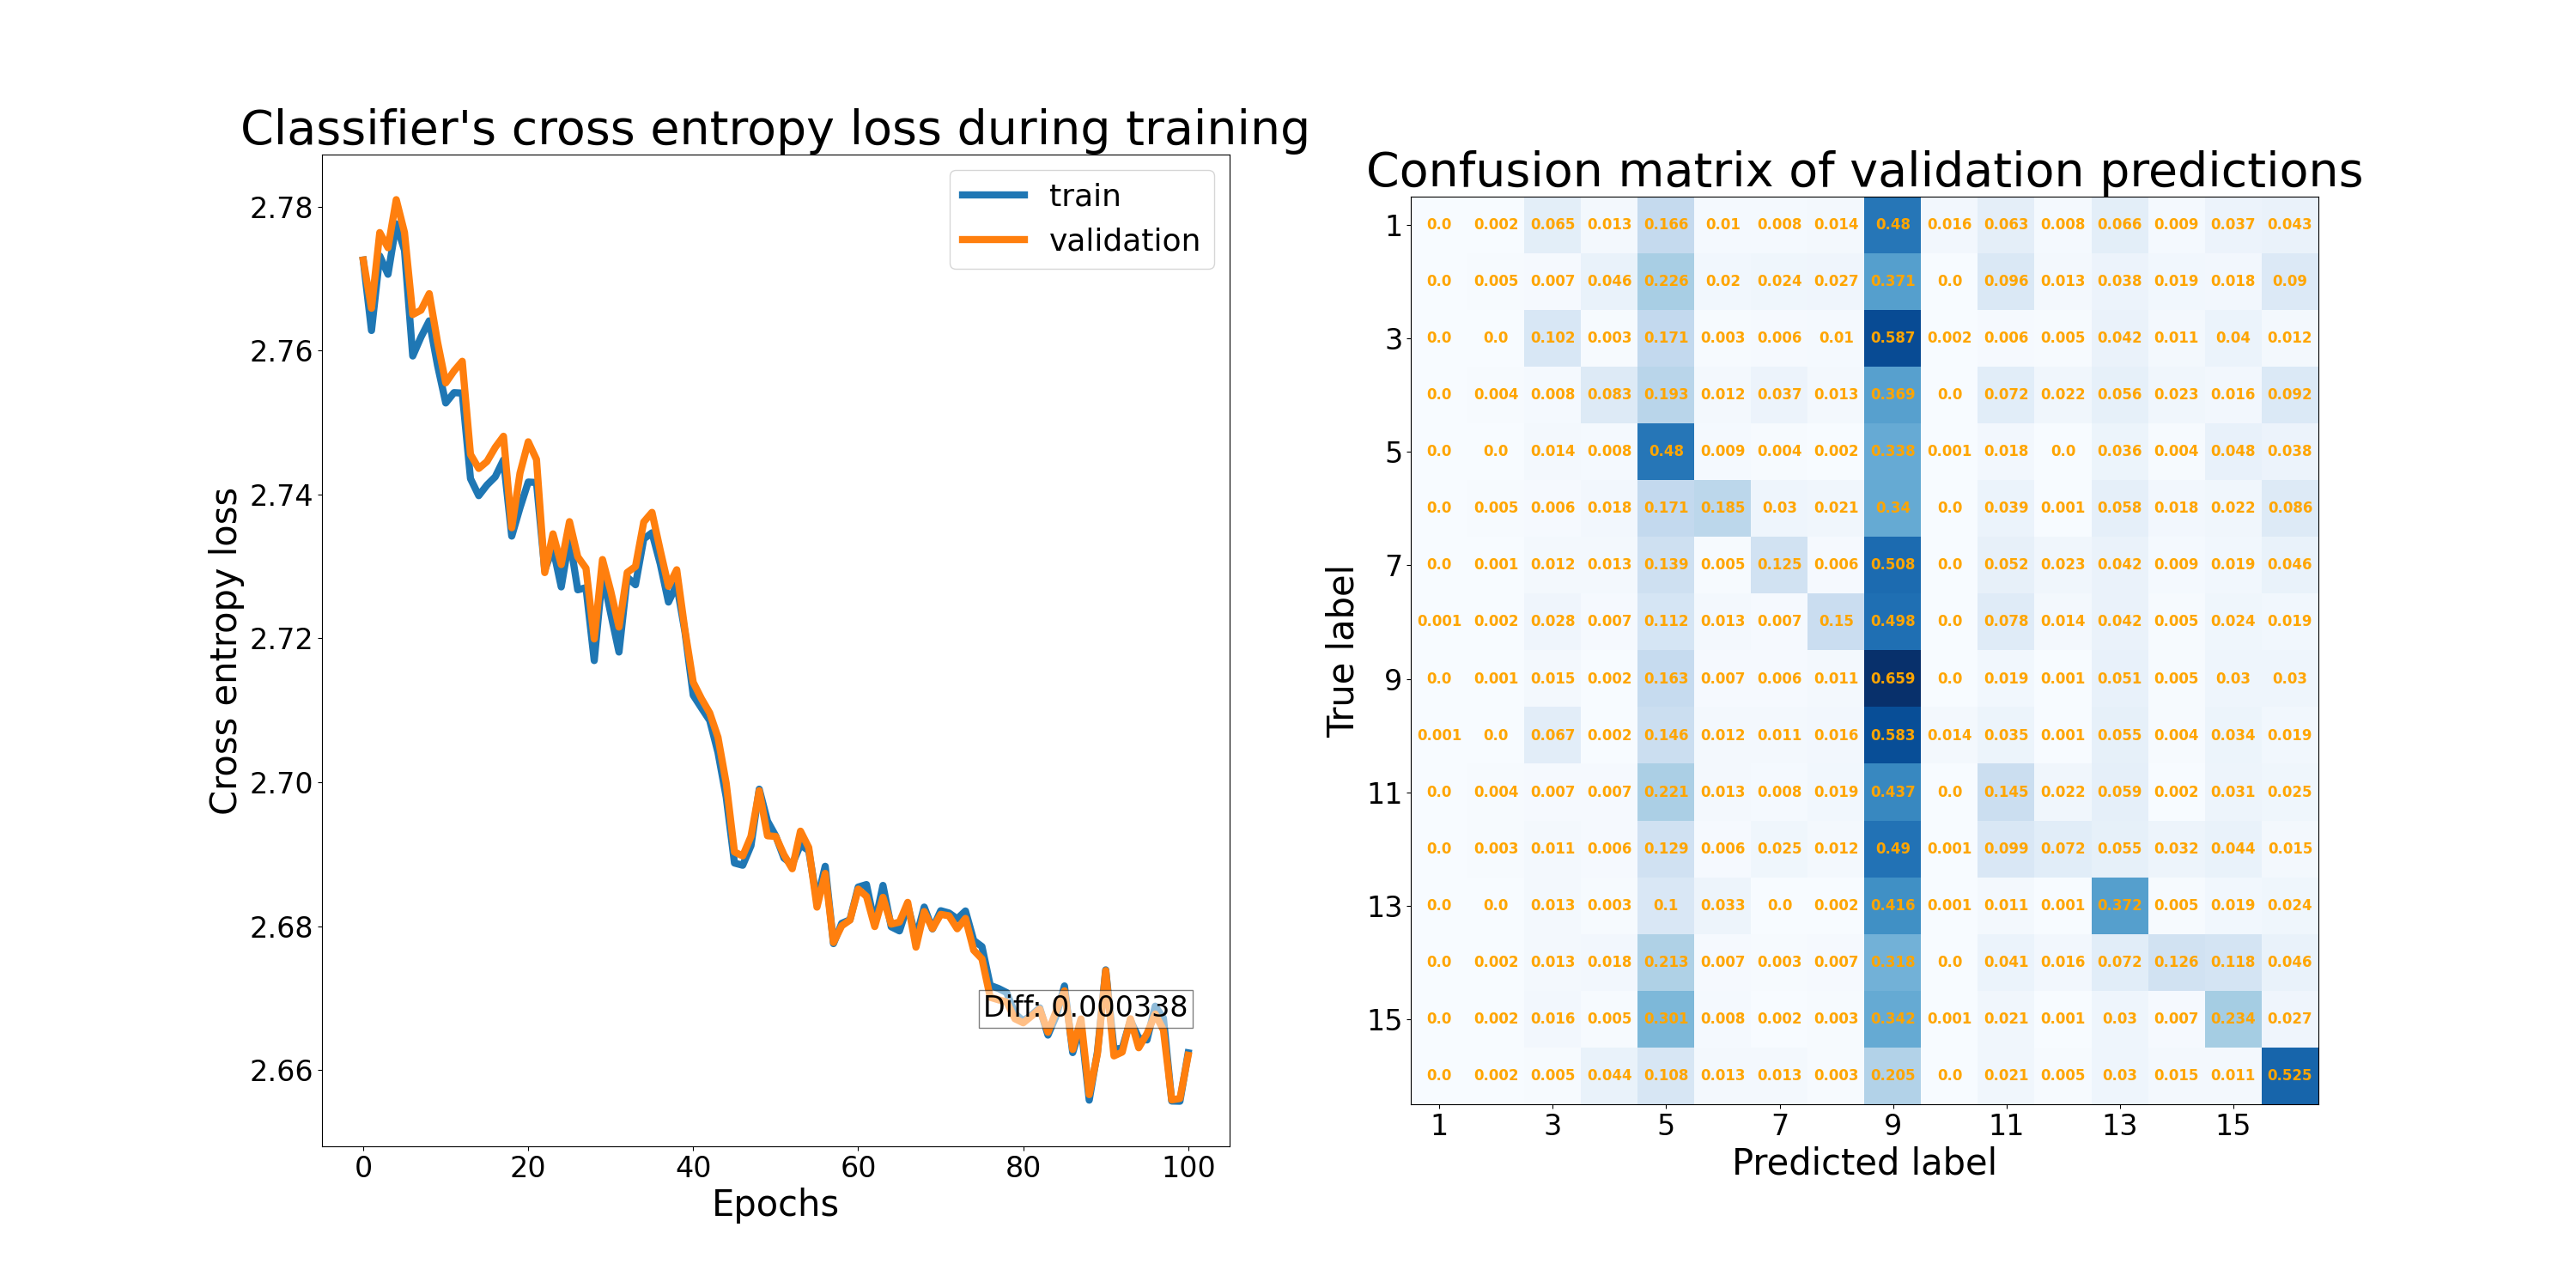 Classifier's cross entropy loss during training
2.78
2.76
2.74
2.72
2.70
2.68
2.66
Cross entropy loss
train
validation
Diff: 0.000338
0 20 40 60 80 100
Epochs
Confusion matrix of validation predictions
True label
1 0.0 0.002 0.065 0.013 0.166 0.01 0.008 0.014 0.48 0.016 0.063 0.008 0.066 0.009 0.037 0.043
0.0 0.005 0.007 0.046 0.226 0.02 0.024 0.027 0.371 0.0 0.096 0.013 0.038 0.019 0.018 0.09
3 0.0 0.0 0.102 0.003 0.171 0.003 0.006 0.01 0.587 0.002 0.006 0.005 0.042 0.011 0.04 0.012
0.0 0.004 0.008 0.083 0.193 0.012 0.037 0.013 0.369 0.0 0.072 0.022 0.056 0.023 0.016 0.092
5 0.0 0.0 0.014 0.008 0.48 0.009 0.004 0.002 0.338 0.001 0.018 0.0 0.036 0.004 0.048 0.038
0.0 0.005 0.006 0.018 0.171 0.185 0.03 0.021 0.34 0.0 0.039 0.001 0.058 0.018 0.022 0.086
7 0.0 0.001 0.012 0.013 0.139 0.005 0.125 0.006 0.508 0.0 0.052 0.023 0.042 0.009 0.019 0.046
0.001 0.002 0.028 0.007 0.112 0.013 0.007 0.15 0.498 0.0 0.078 0.014 0.042 0.005 0.024 0.019
9 0.0 0.001 0.015 0.002 0.163 0.007 0.006 0.011 0.659 0.0 0.019 0.001 0.051 0.005 0.03 0.03
0.001 0.0 0.067 0.002 0.146 0.012 0.011 0.016 0.583 0.014 0.035 0.001 0.055 0.004 0.034 0.019
11 0.0 0.004 0.007 0.007 0.221 0.013 0.008 0.019 0.437 0.0 0.145 0.022 0.059 0.002 0.031 0.025
0.0 0.003 0.011 0.006 0.129 0.006 0.025 0.012 0.49 0.001 0.099 0.072 0.055 0.032 0.044 0.015
13 0.0 0.0 0.013 0.003 0.1 0.033 0.0 0.002 0.416 0.001 0.011 0.001 0.372 0.005 0.019 0.024
0.0 0.002 0.013 0.018 0.213 0.007 0.003 0.007 0.318 0.0 0.041 0.016 0.072 0.126 0.118 0.046
15 0.0 0.002 0.016 0.005 0.301 0.008 0.002 0.003 0.342 0.001 0.021 0.001 0.03 0.007 0.234 0.027
0.0 0.002 0.005 0.044 0.108 0.013 0.013 0.003 0.205 0.0 0.021 0.005 0.03 0.015 0.011 0.525
1 3 5 7 9 11 13 15
Predicted label